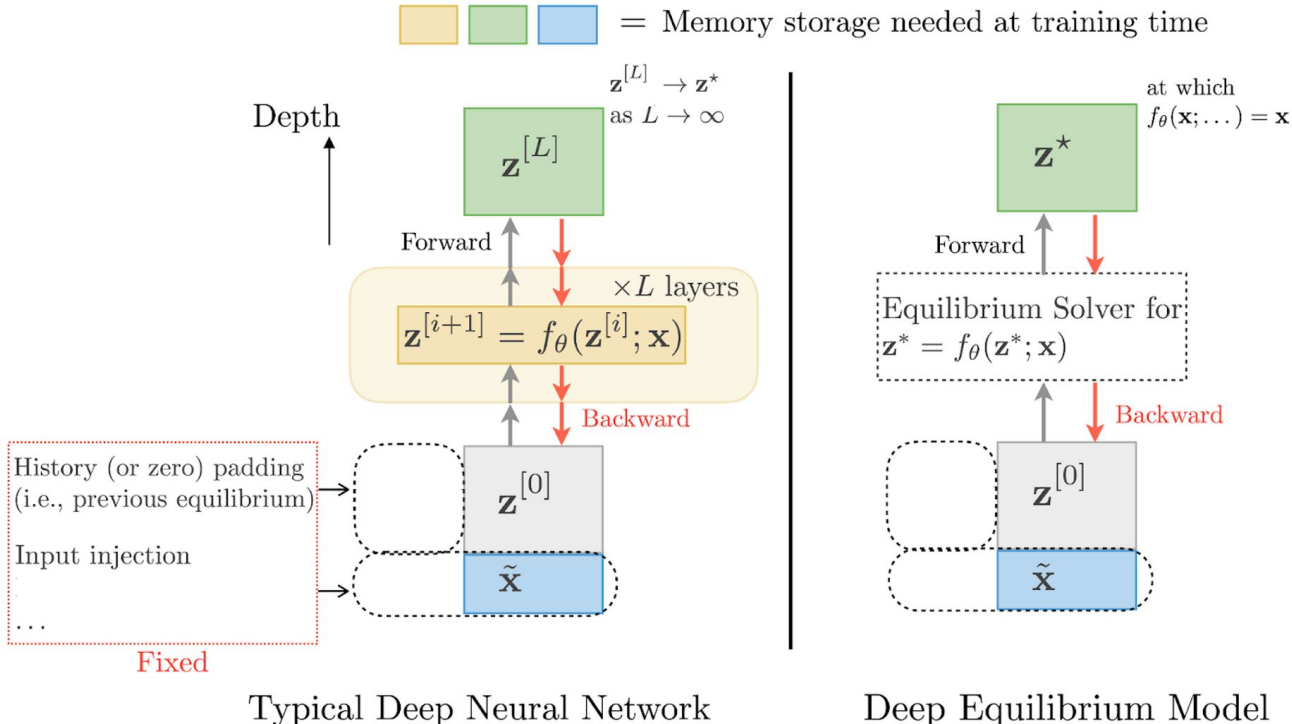 = Memory storage needed at training time
Depth
z^{[L]} → z^⋆
as L → ∞
z^{[L]}
Forward
×L layers
z^{[i+1]} = f_θ(z^{[i]}; x)
Backward
History (or zero) padding
(i.e., previous equilibrium)
Input injection
...
Fixed
z^{[0]}
x̃
Typical Deep Neural Network
at which
f_θ(x; ...) = x
z^⋆
Forward
Equilibrium Solver for
z* = f_θ(z*; x)
Backward
z^{[0]}
x̃
Deep Equilibrium Model